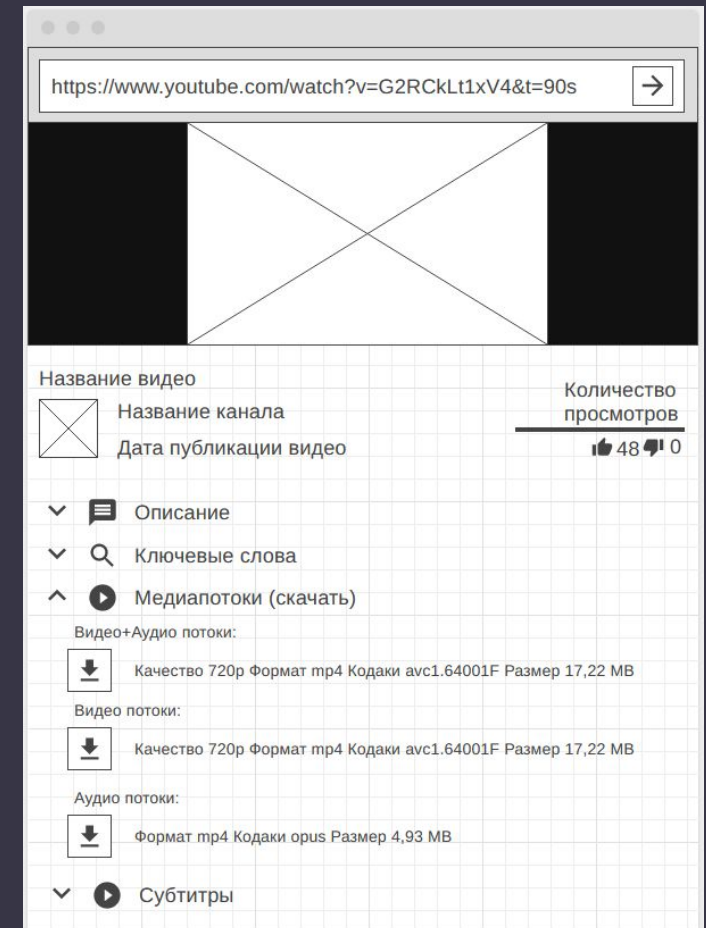 https://www.youtube.com/watch?v=G2RCkLt1xV4&t=90s
Название видео
Название канала
Дата публикации видео
Количество
просмотров
48 0
Описание
Ключевые слова
Медиапотоки (скачать)
Видео+Аудио потоки:
Качество 720p Формат mp4 Кодаки avc1.64001F Размер 17,22 MB
Видео потоки:
Качество 720p Формат mp4 Кодаки avc1.64001F Размер 17,22 MB
Аудио потоки:
Формат mp4 Кодаки opus Размер 4,93 MB
Субтитры